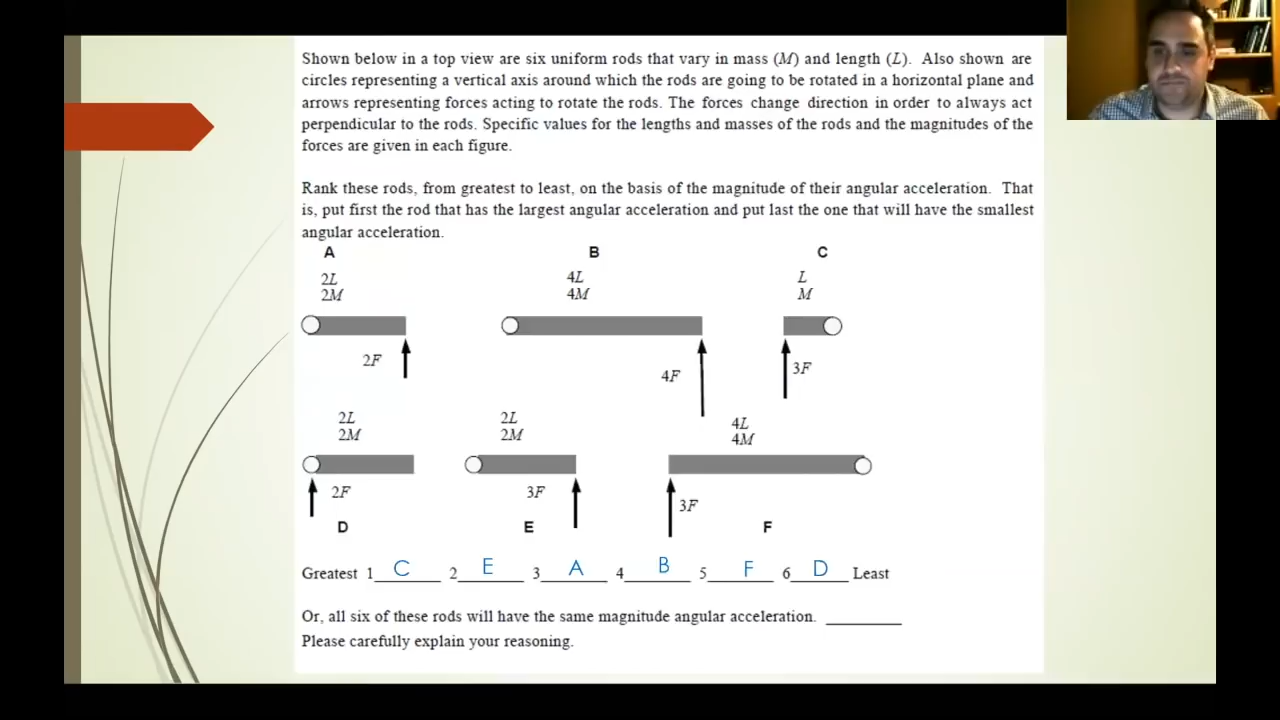 Shown below in a top view are six uniform rods that vary in mass (M) and length (L). Also shown are
circles representing a vertical axis around which the rods are going to be rotated in a horizontal plane and
arrows representing forces acting to rotate the rods. The forces change direction in order to always act
perpendicular to the rods. Specific values for the lengths and masses of the rods and the magnitudes of the
forces are given in each figure.
Rank these rods, from greatest to least, on the basis of the magnitude of their angular acceleration. That
is, put first the rod that has the largest angular acceleration and put last the one that will have the smallest
angular acceleration.
A B C
2L 4L L
2M 4M M
2F 4F 3F
2L 2L 4L
2M 2M 4M
2F 3F 3F
D E F
Greatest 1 C 2 E 3 A 4 B 5 F 6 D Least
Or, all six of these rods will have the same magnitude angular acceleration. ________
Please carefully explain your reasoning.